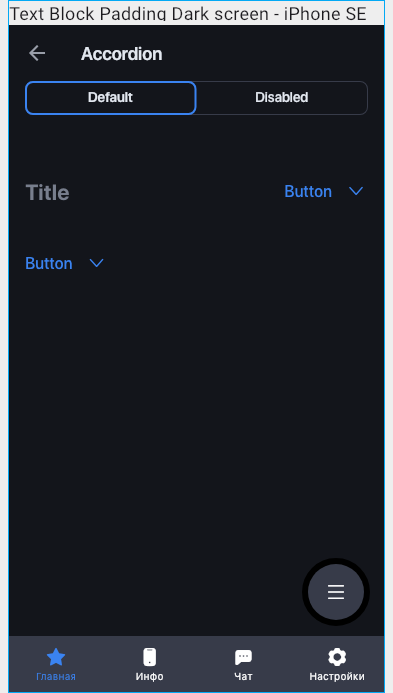 Text Block Padding Dark screen - iPhone SE
Accordion
Default Disabled
Title Button
Button
Главная Инфо Чат Настройки